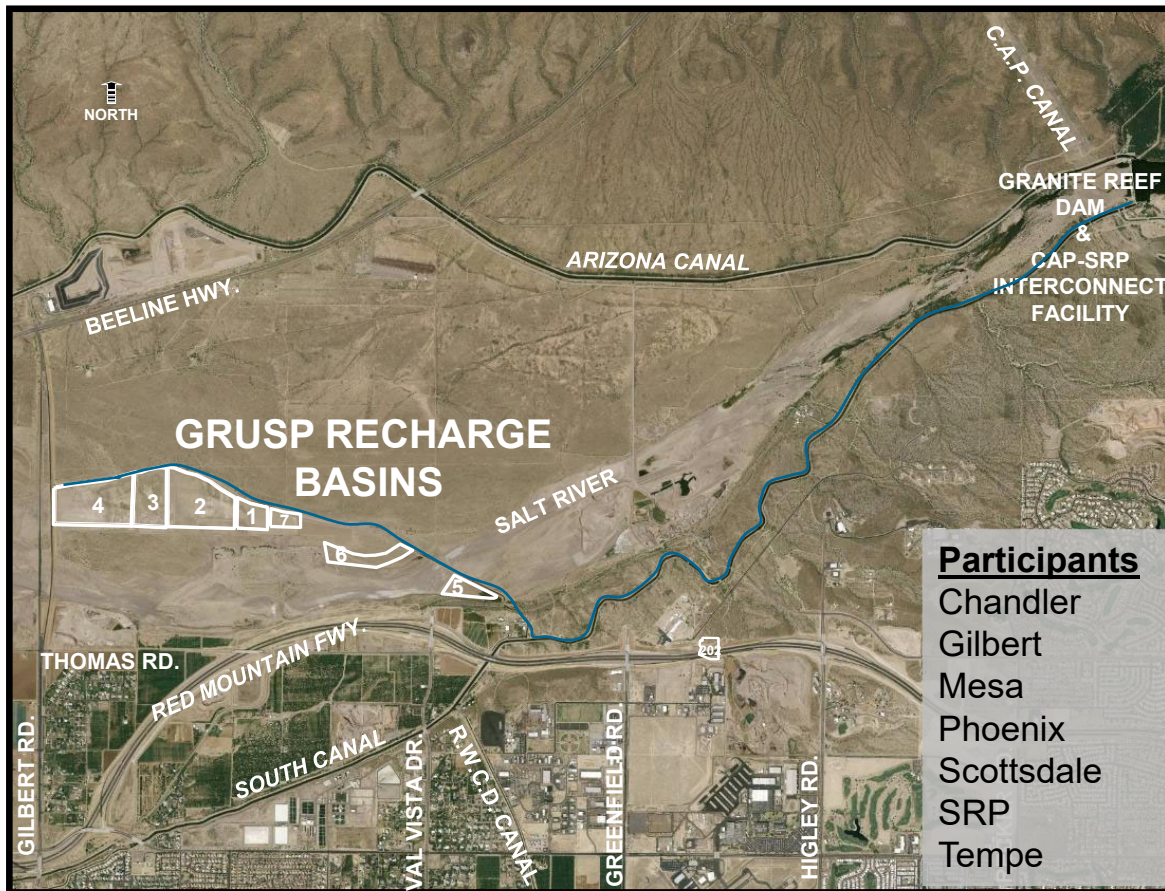 C.A.P. CANAL
NORTH
GRANITE REEF
DAM
&
CAP-SRP
INTERCONNECT
FACILITY
ARIZONA CANAL
BEELINE HWY.
GRUSP RECHARGE
BASINS
SALT RIVER
4
3
2
1
7
6
5
THOMAS RD.
RED MOUNTAIN FWY.
202
GILBERT RD.
SOUTH CANAL
VAL VISTA DR.
R.W.C.D. CANAL
GREENFIELD RD.
HIGLEY RD.
Participants
Chandler
Gilbert
Mesa
Phoenix
Scottsdale
SRP
Tempe